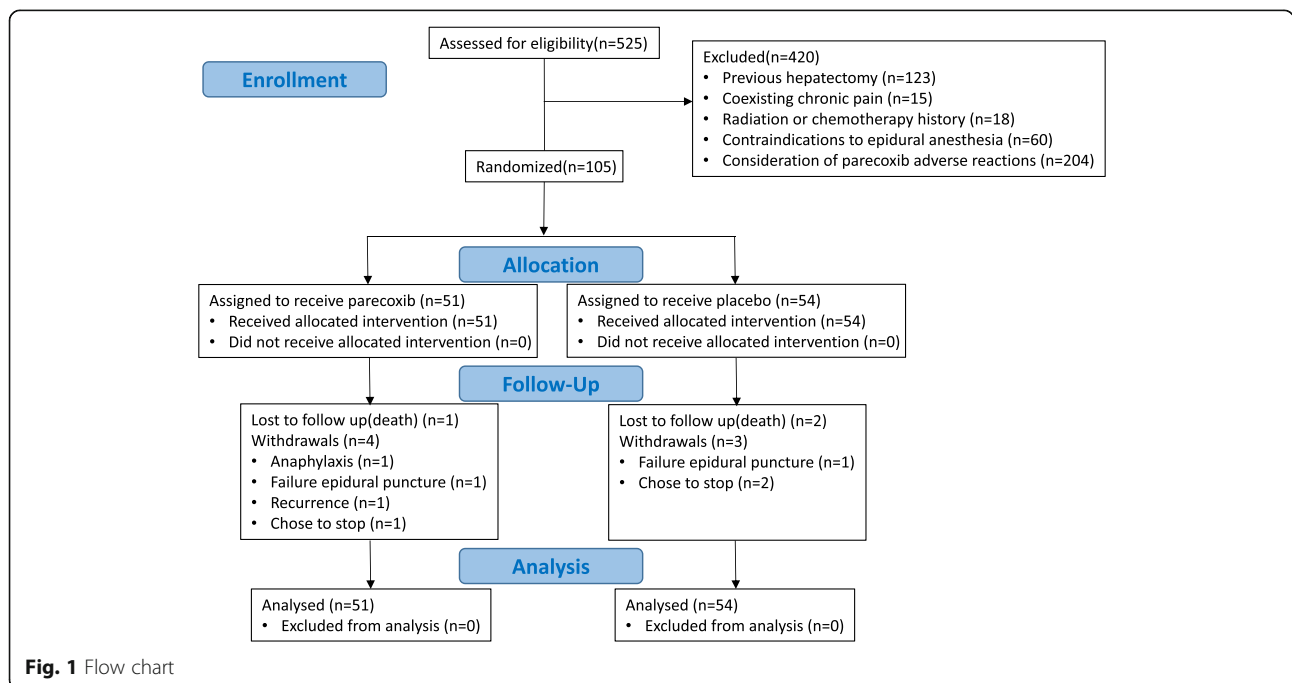 Assessed for eligibility(n=525)
Enrollment
Excluded(n=420)
• Previous hepatectomy (n=123)
• Coexisting chronic pain (n=15)
• Radiation or chemotherapy history (n=18)
• Contraindications to epidural anesthesia (n=60)
• Consideration of parecoxib adverse reactions (n=204)
Randomized(n=105)
Allocation
Assigned to receive parecoxib (n=51)
• Received allocated intervention (n=51)
• Did not receive allocated intervention (n=0)
Assigned to receive placebo (n=54)
• Received allocated intervention (n=54)
• Did not receive allocated intervention (n=0)
Follow-Up
Lost to follow up(death) (n=1)
Withdrawals (n=4)
• Anaphylaxis (n=1)
• Failure epidural puncture (n=1)
• Recurrence (n=1)
• Chose to stop (n=1)
Lost to follow up(death) (n=2)
Withdrawals (n=3)
• Failure epidural puncture (n=1)
• Chose to stop (n=2)
Analysis
Analysed (n=51)
• Excluded from analysis (n=0)
Analysed (n=54)
• Excluded from analysis (n=0)
Fig. 1 Flow chart